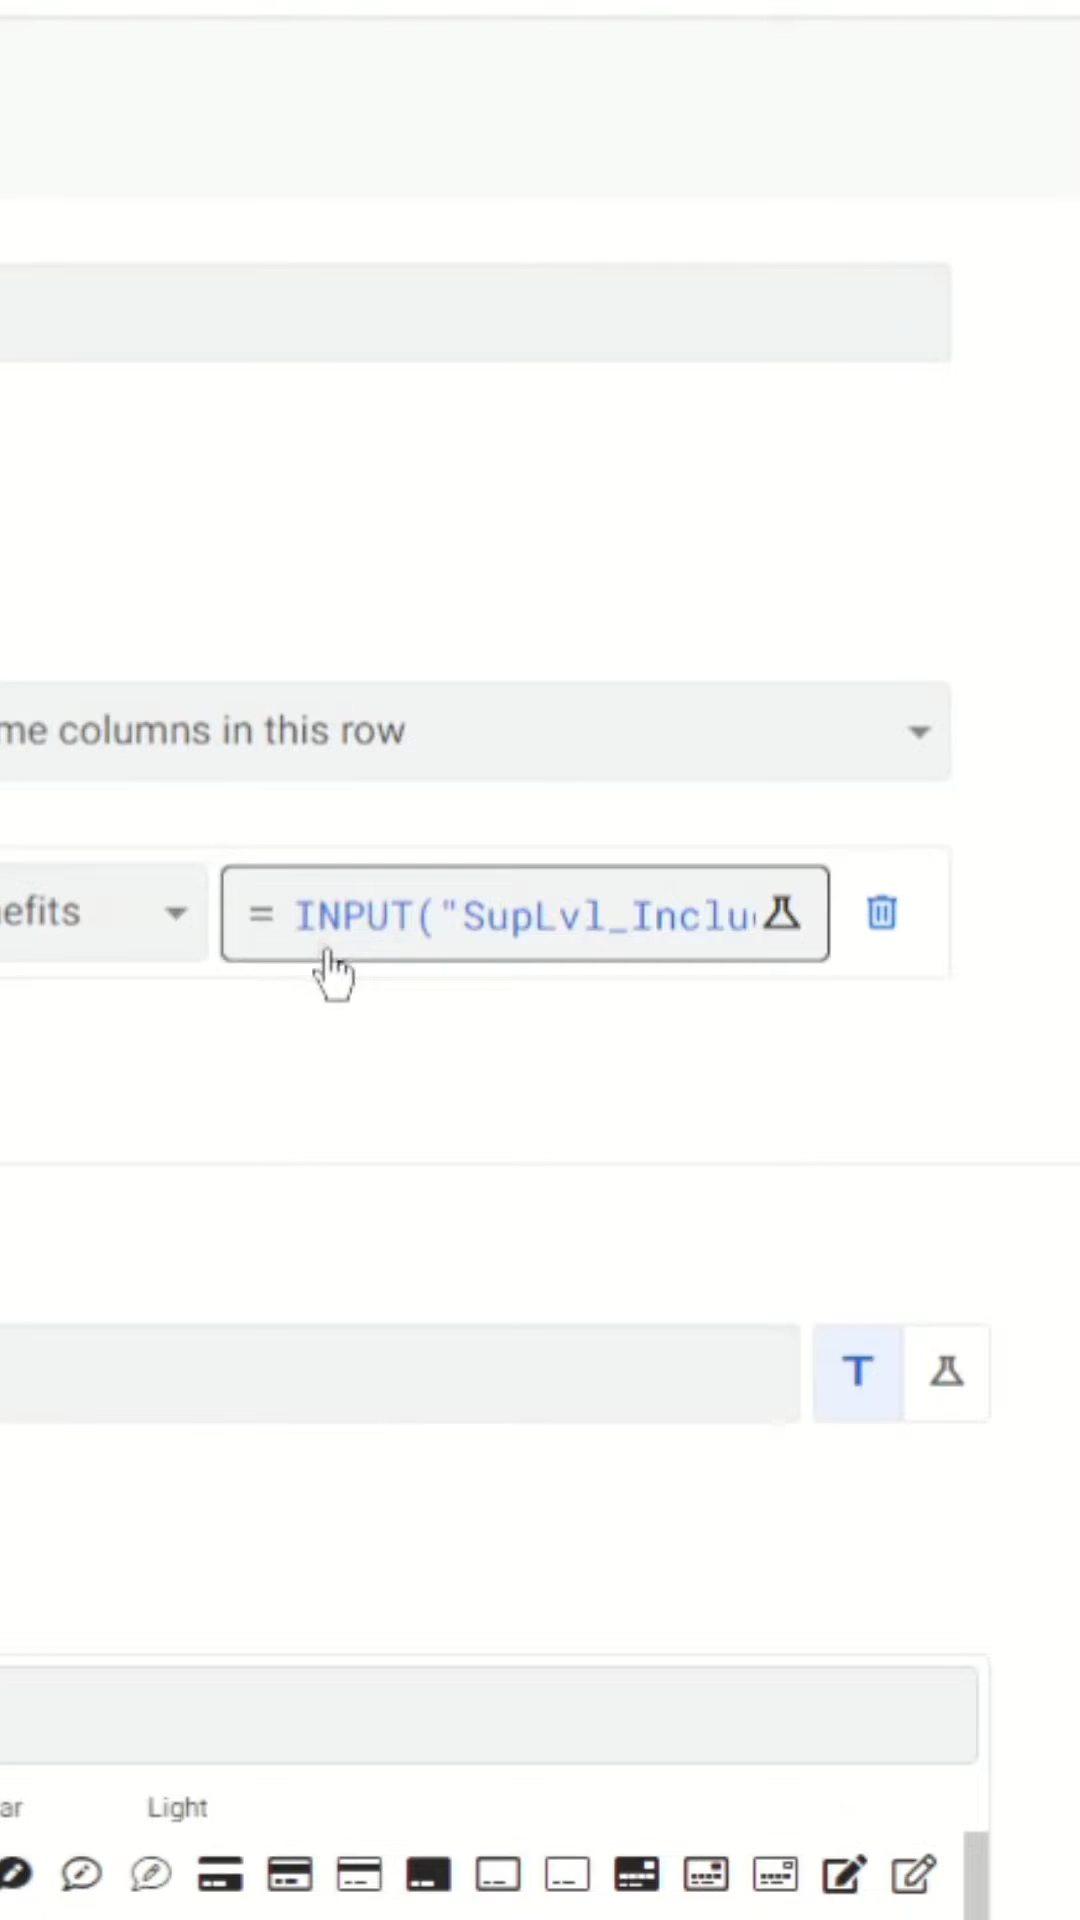 me columns in this row
efits = INPUT("SupLvl_Inclu
T
ar Light